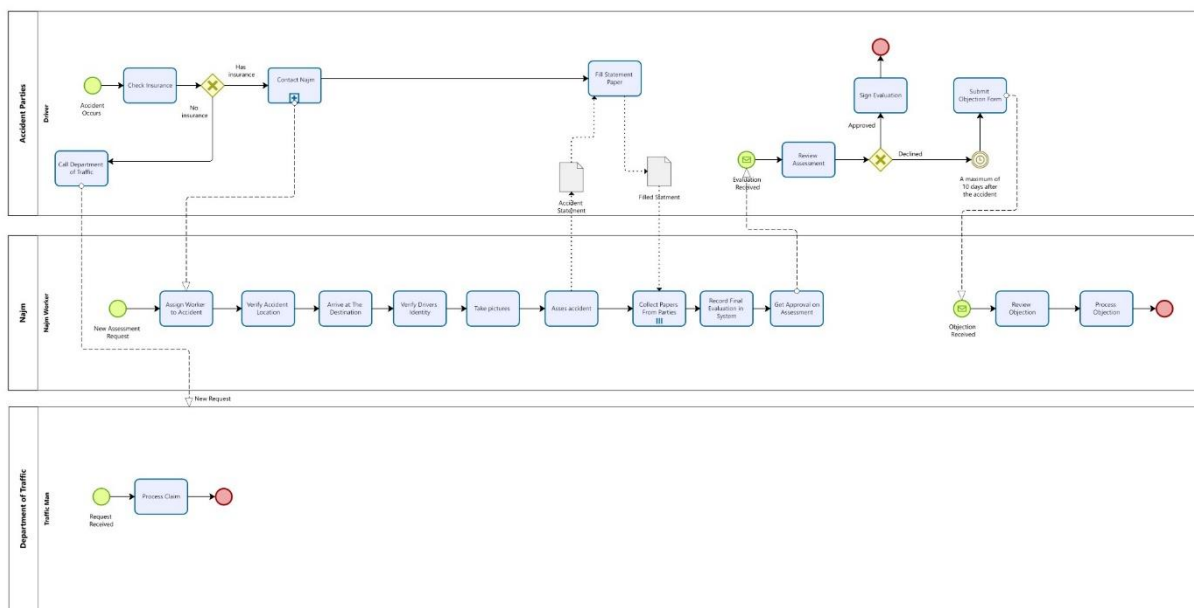 Accident Parties
Driver
Accident
Occurs
Check Insurance
Has
insurance
No
insurance
Contact Najm
Call Department
of Traffic
Fill Statement
Paper
Accident
Statement
Filled Statment
Evaluation
Received
Review
Assessment
Approved
Sign Evaluation
Declined
A maximum of
10 days after
the accident
Submit
Objection Form
Najm
Najm Worker
New Assessment
Request
Assign Worker
to Accident
Verify Accident
Location
Arrive at The
Destination
Verify Drivers
Identity
Take pictures
Asses accident
Collect Papers
From Parties
Record Final
Evaluation in
System
Get Approval on
Assessment
Objection
Received
Review
Objection
Process
Objection
New Request
Department of Traffic
Traffic Man
Request
Received
Process Claim